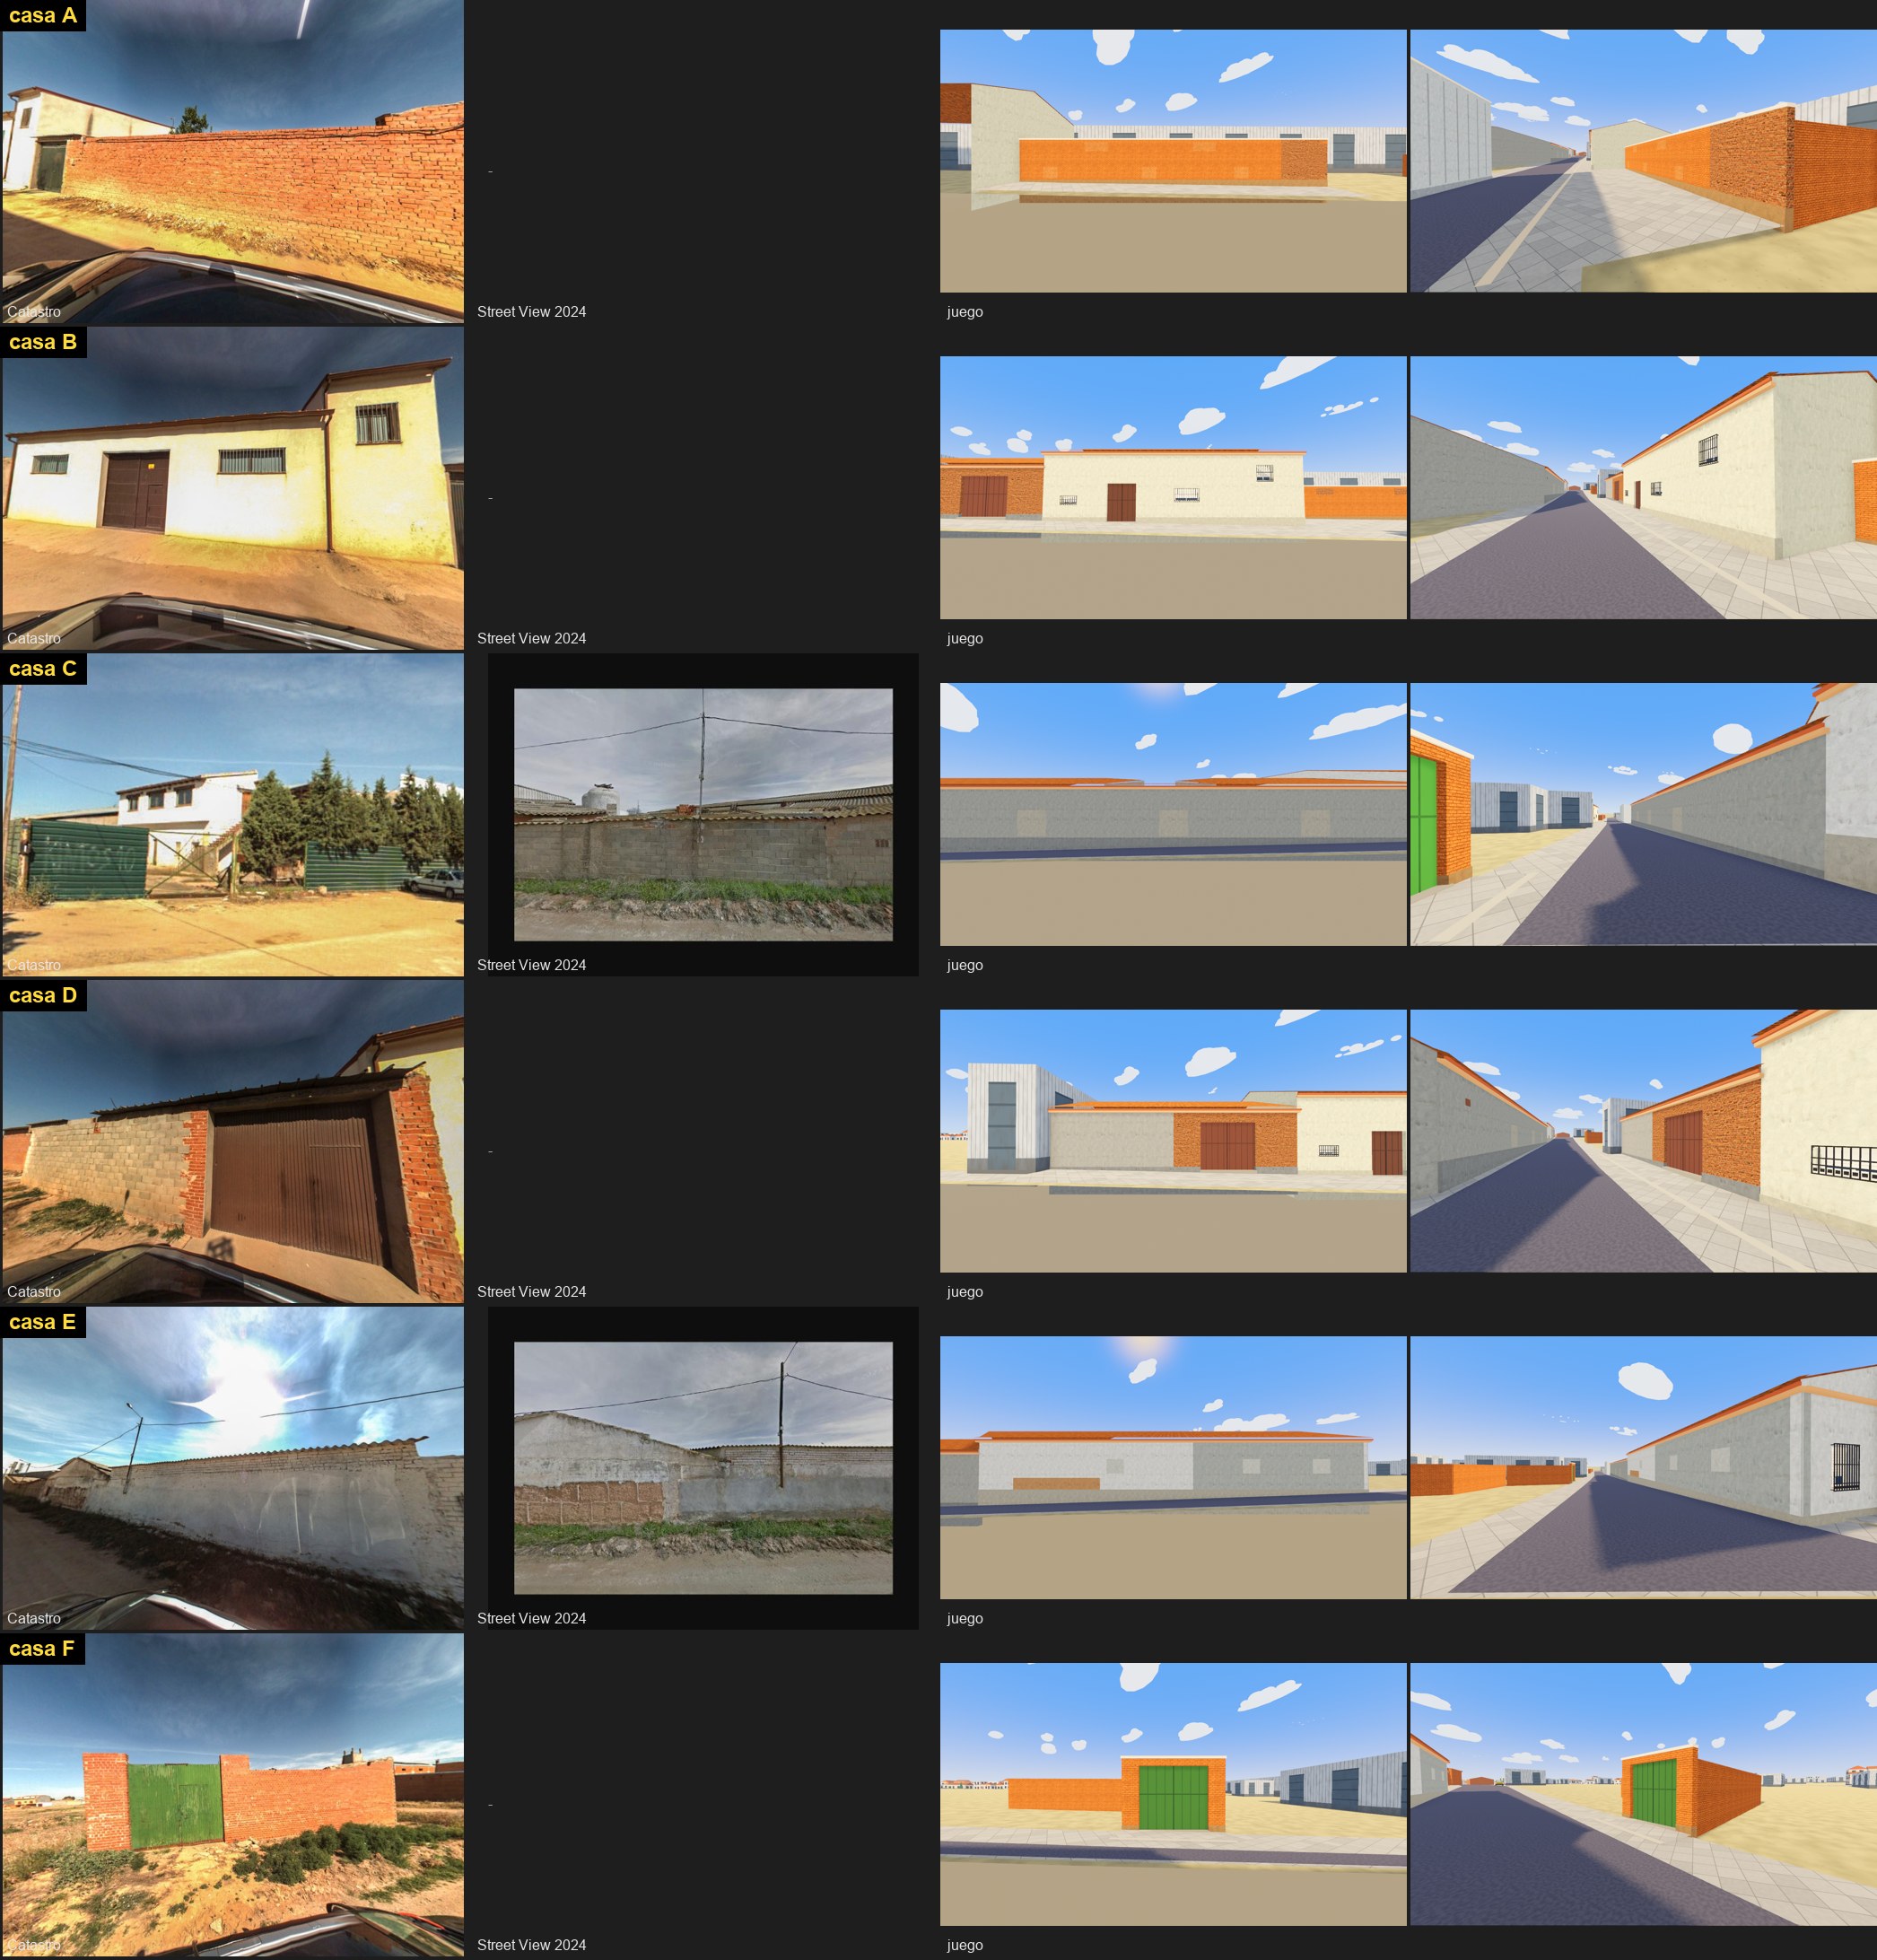 casa A
Catastro
-
Street View 2024
juego
casa B
Catastro
-
Street View 2024
juego
casa C
Catastro
Street View 2024
juego
casa D
Catastro
-
Street View 2024
juego
casa E
Catastro
Street View 2024
juego
casa F
Catastro
-
Street View 2024
juego